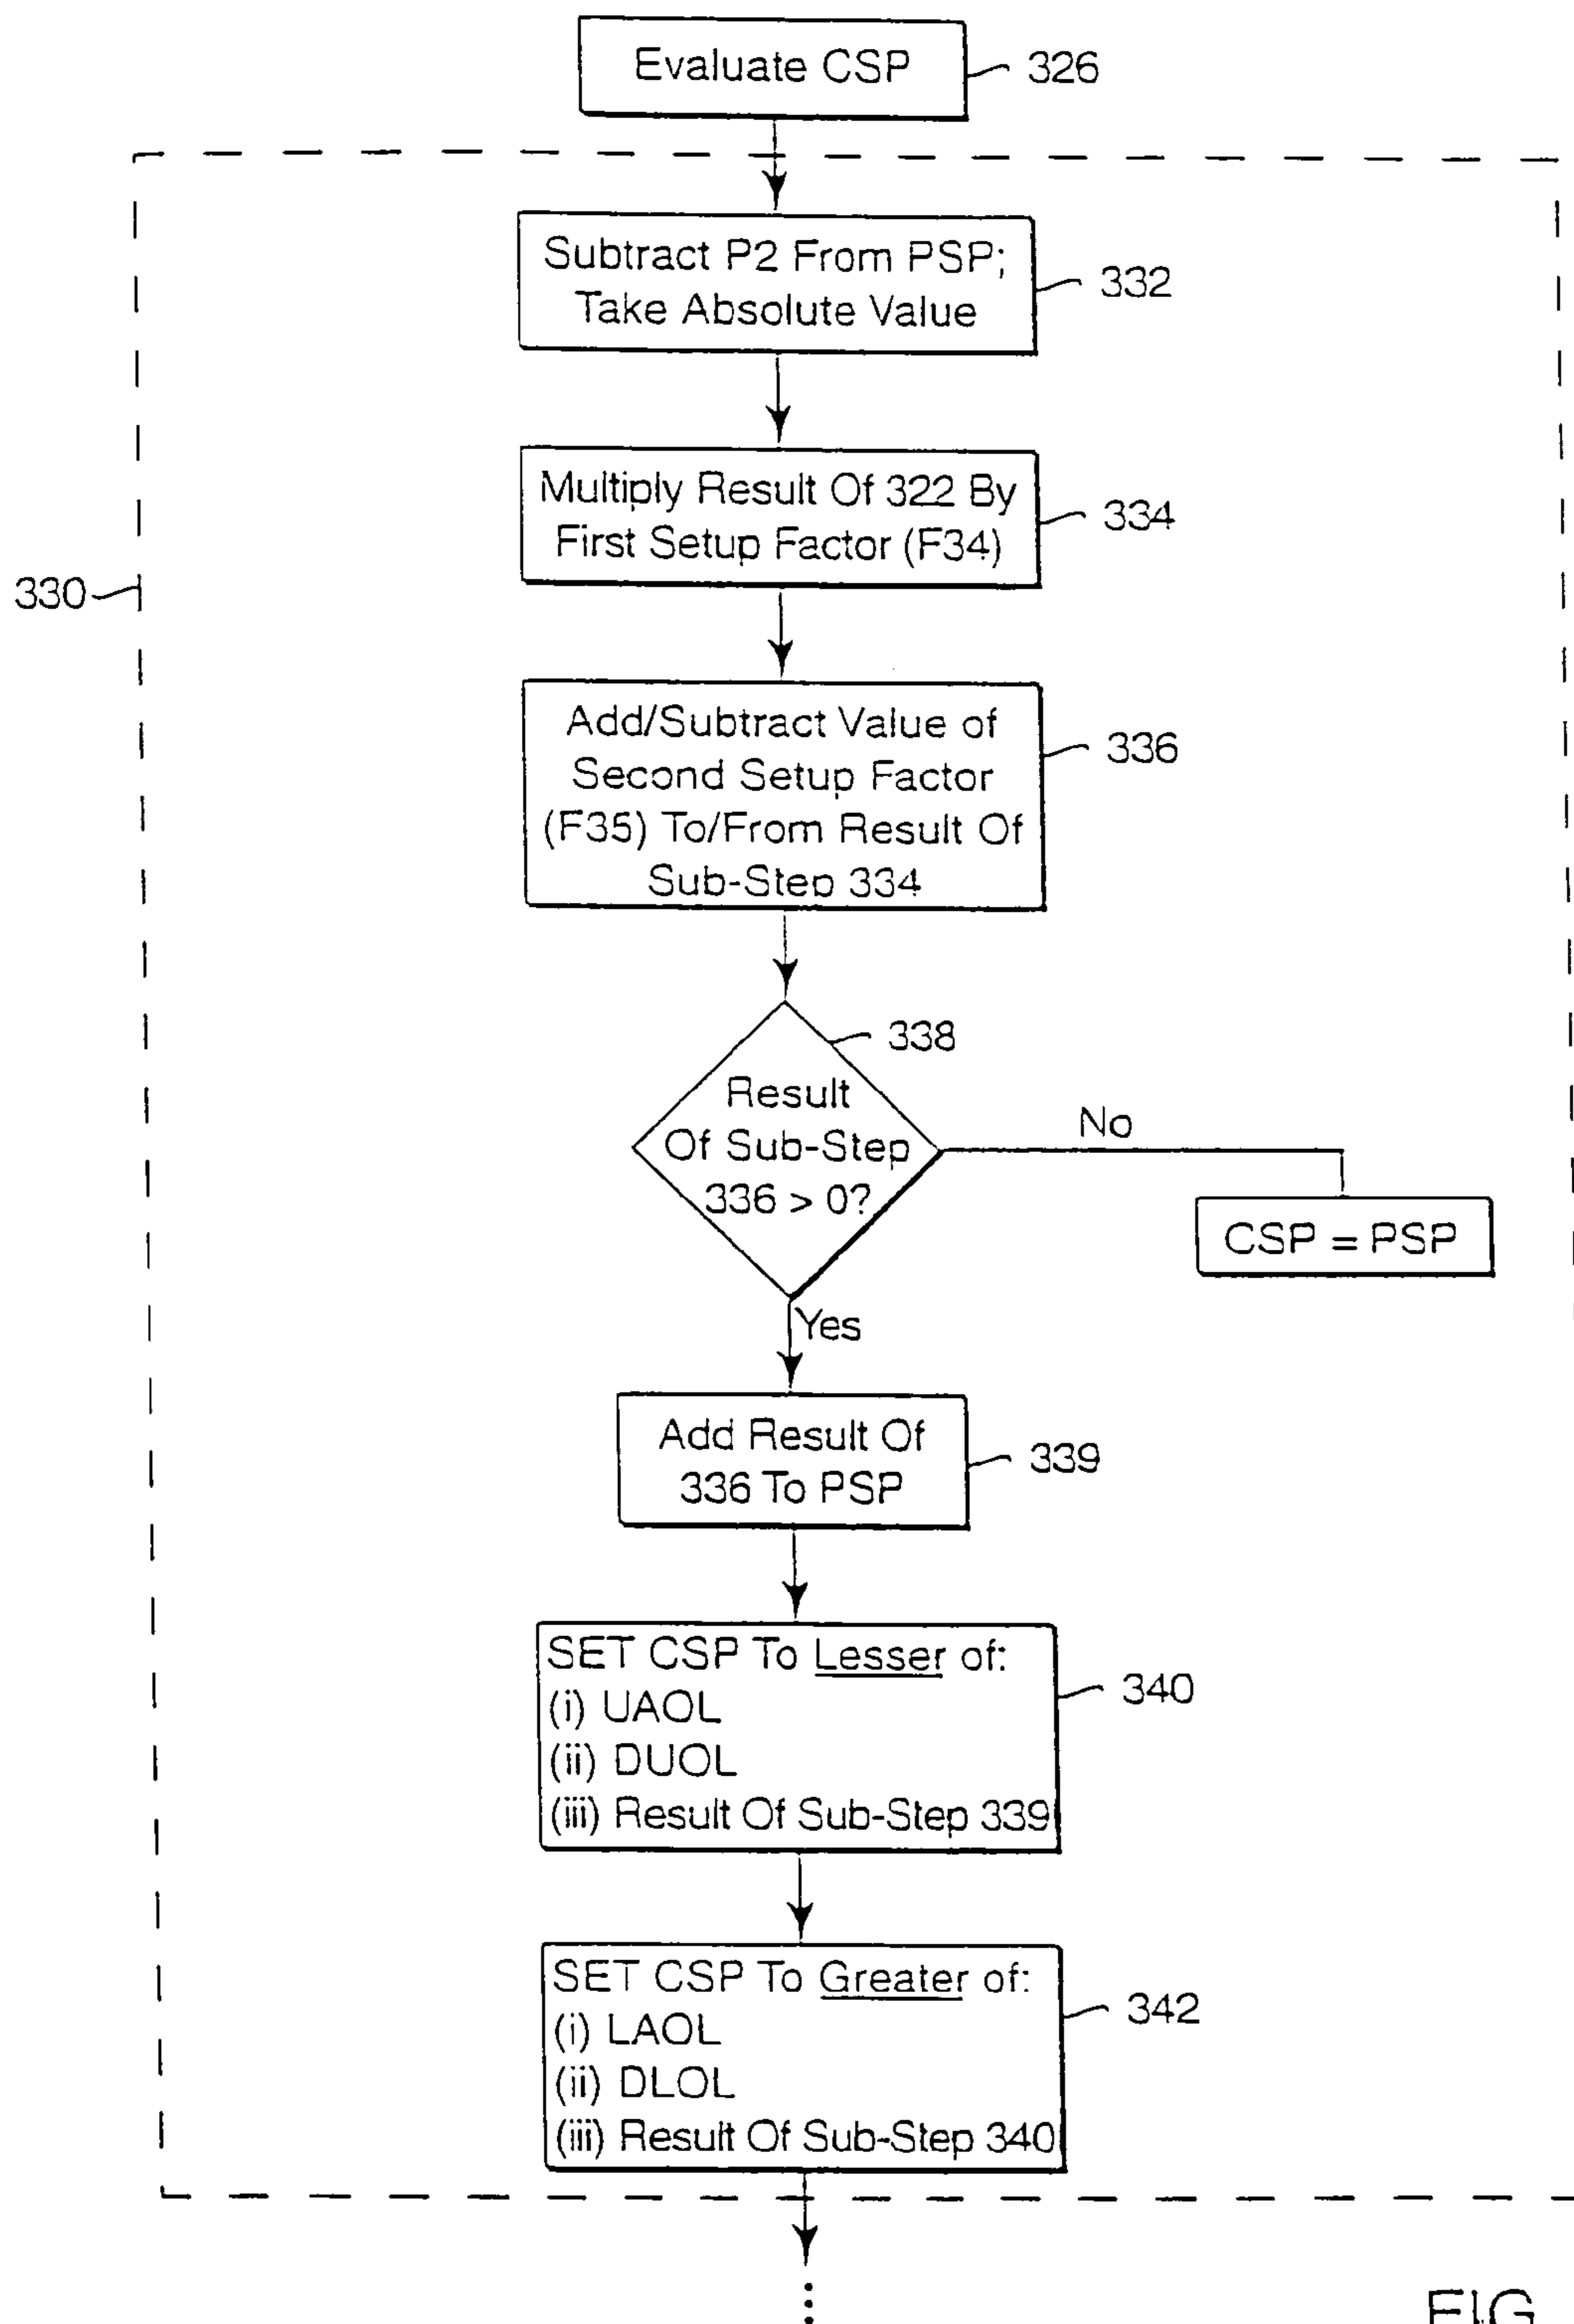 Evaluate CSP
326
Subtract P2 From PSP;
Take Absolute Value
332
Multiply Result Of 322 By
First Setup Factor (F34)
334
330
Add/Subtract Value of
Second Setup Factor
(F35) To/From Result Of
Sub-Step 334
336
338
Result
Of Sub-Step
336 > 0?
No
CSP = PSP
Yes
Add Result Of
336 To PSP
339
SET CSP To Lesser of:
(i) UAOL
(ii) DUOL
(iii) Result Of Sub-Step 339
340
SET CSP To Greater of:
(i) LAOL
(ii) DLOL
(iii) Result Of Sub-Step 340
342
FIG